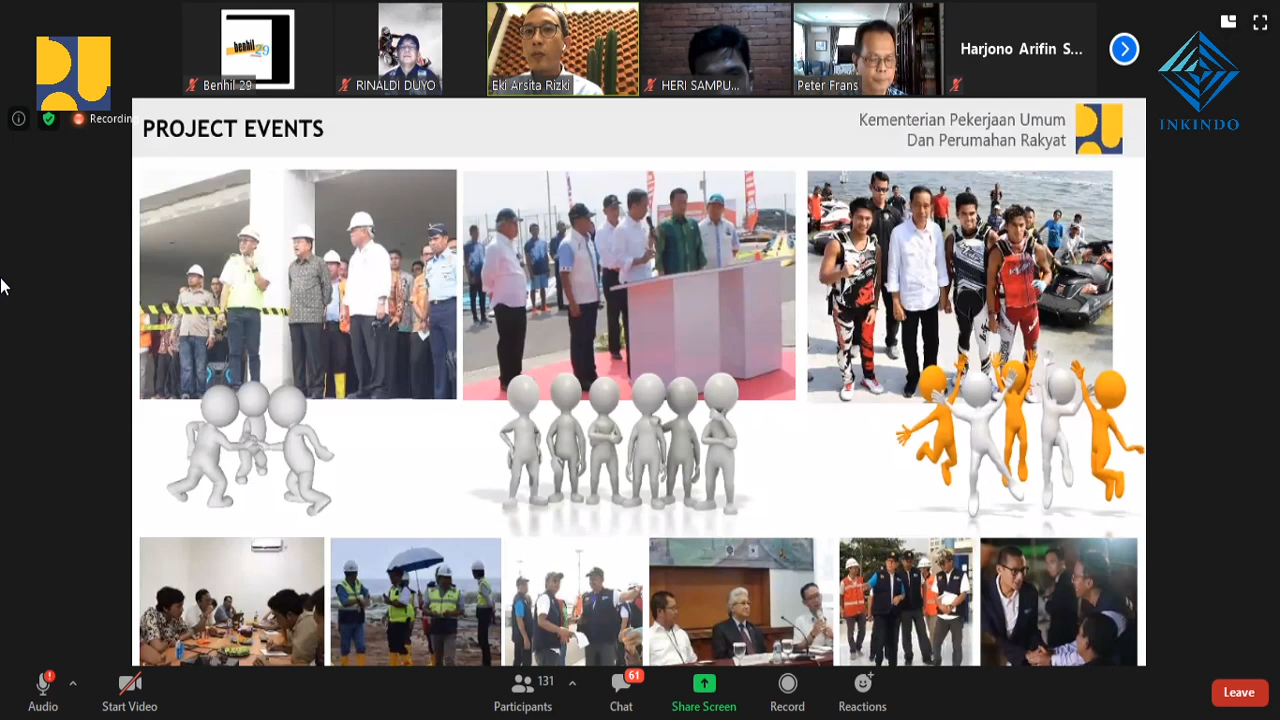 benhil
29
Benhil 29
RINALDI DUYO
Eki Arsita Rizki
HERI SAMPU...
Peter Frans
Harjono Arifin S...
INKINDO
Recording
PROJECT EVENTS
Kementerian Pekerjaan Umum
Dan Perumahan Rakyat
Audio
Start Video
131
Participants
61
Chat
Share Screen
Record
Reactions
Leave